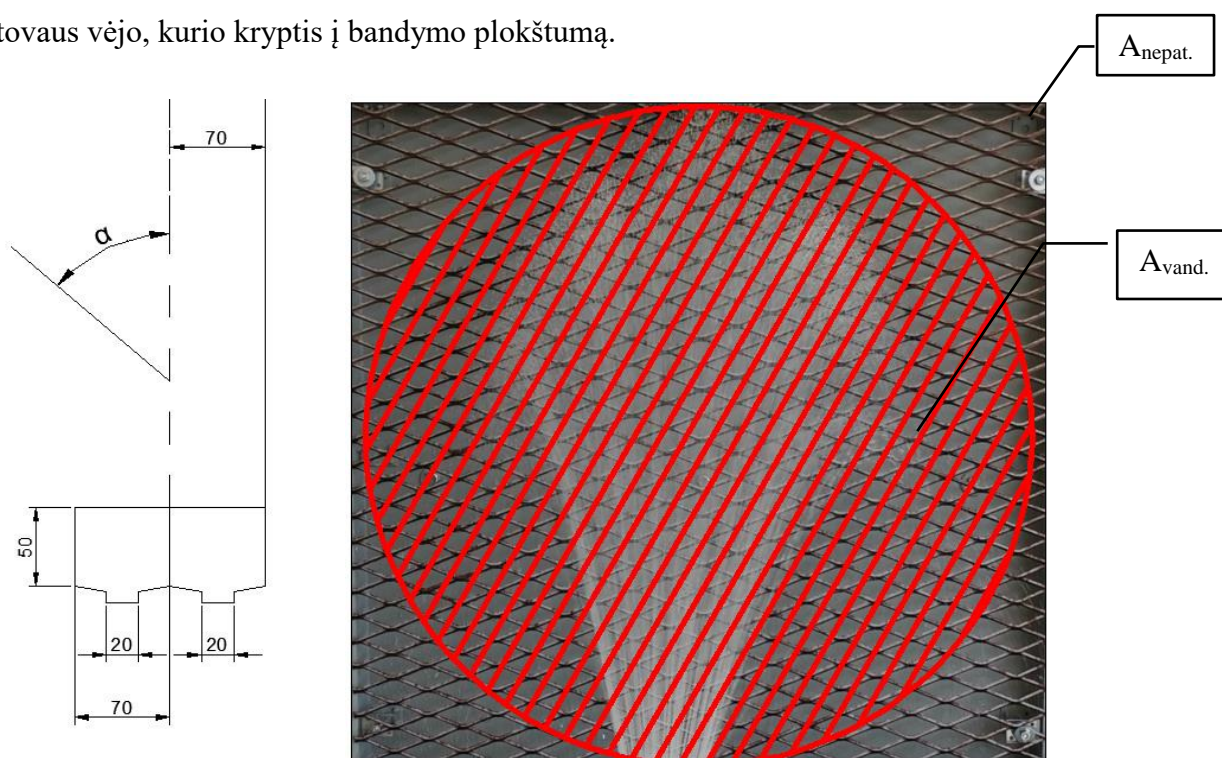 tovaus vėjo, kurio kryptis į bandymo plokštumą.
Anepat.
70
α
Avand.
50
20 20
70